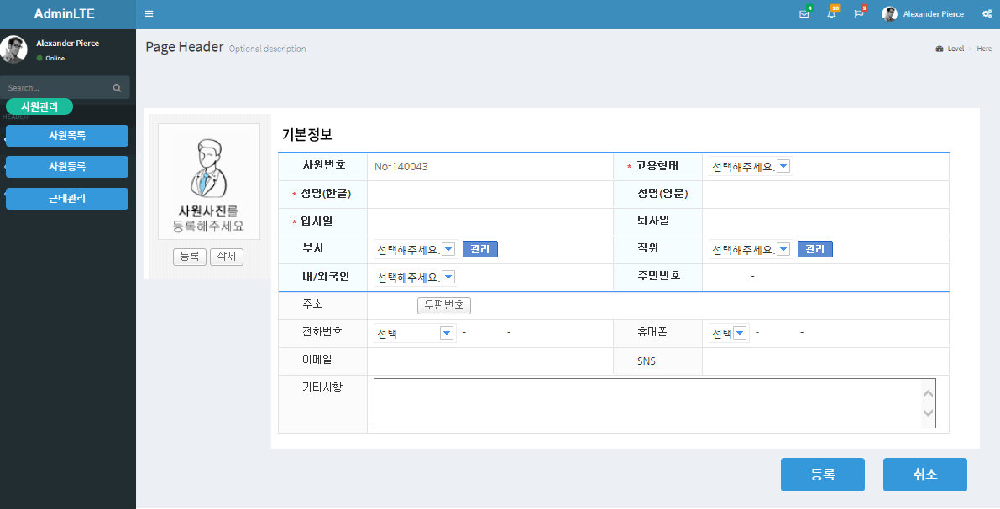 AdminLTE
4
10
9
Alexander Pierce
Alexander Pierce
Online
Page Header Optional description
Level > Here
Search...
사원관리
HEADER
사원목록
사원등록
근태관리
사원사진를
등록해주세요
등록 삭제
기본정보
사원번호 No-140043 * 고용형태 선택해주세요.
* 성명(한글) 성명(영문)
* 입사일 퇴사일
부서 선택해주세요. 관리 직위 선택해주세요. 관리
내/외국인 선택해주세요. 주민번호 -
주소 우편번호
전화번호 선택 - - 휴대폰 선택 - -
이메일 SNS
기타사항
등록 취소